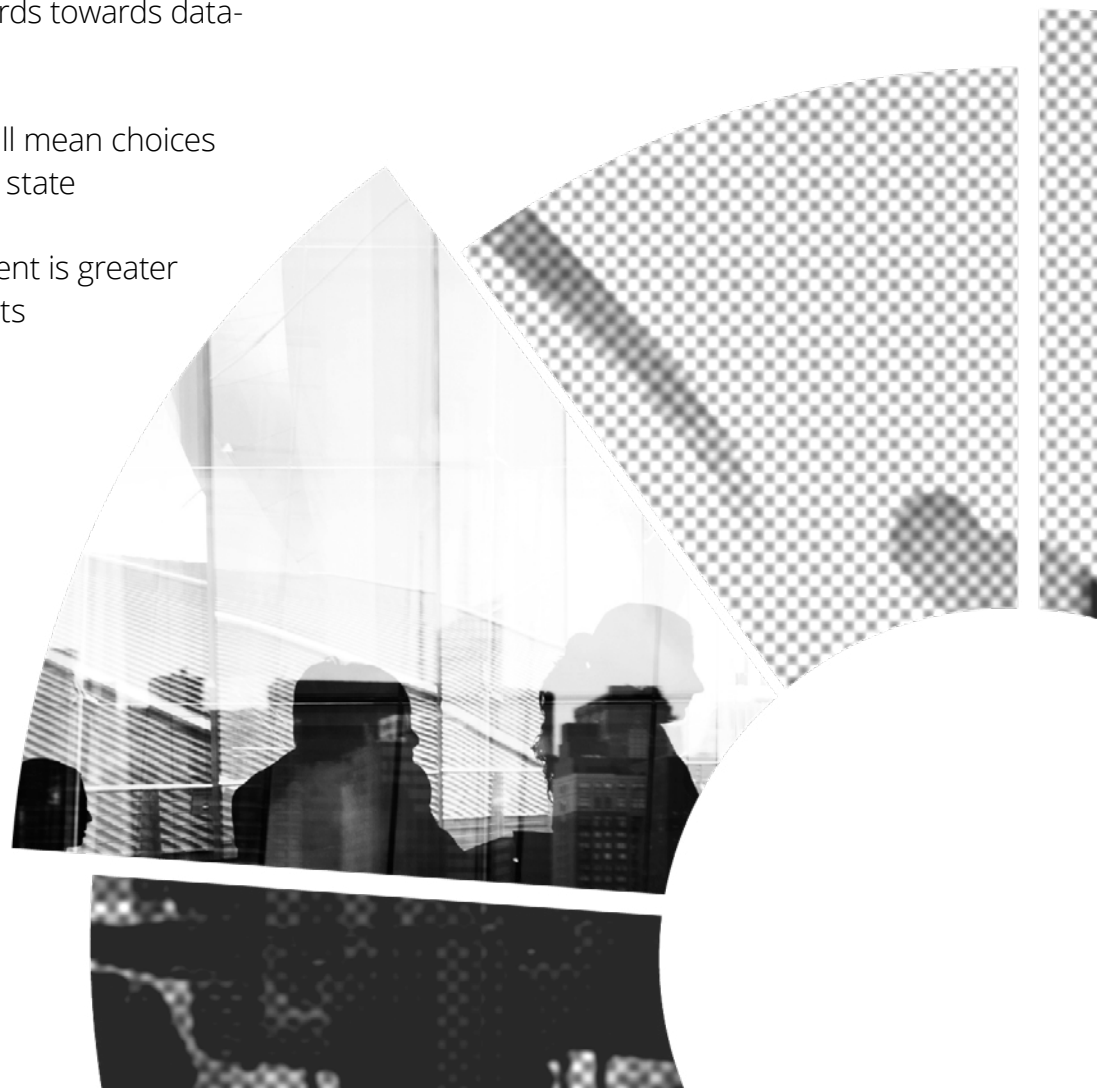 rds towards data-
ll mean choices
state
ent is greater
ts